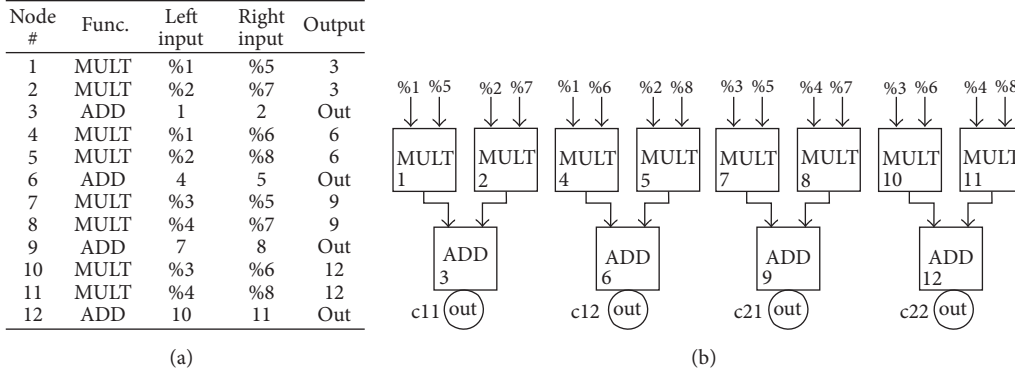 Node # Func. Left input Right input Output
1 MULT %1 %5 3
2 MULT %2 %7 3
3 ADD 1 2 Out
4 MULT %1 %6 6
5 MULT %2 %8 6
6 ADD 4 5 Out
7 MULT %3 %5 9
8 MULT %4 %7 9
9 ADD 7 8 Out
10 MULT %3 %6 12
11 MULT %4 %8 12
12 ADD 10 11 Out
(a)
%1 %5 %2 %7 %1 %6 %2 %8 %3 %5 %4 %7 %3 %6 %4 %8
MULT MULT MULT MULT MULT MULT MULT MULT
1 2 4 5 7 8 10 11
ADD ADD ADD ADD
3 6 9 12
c11 out c12 out c21 out c22 out
(b)